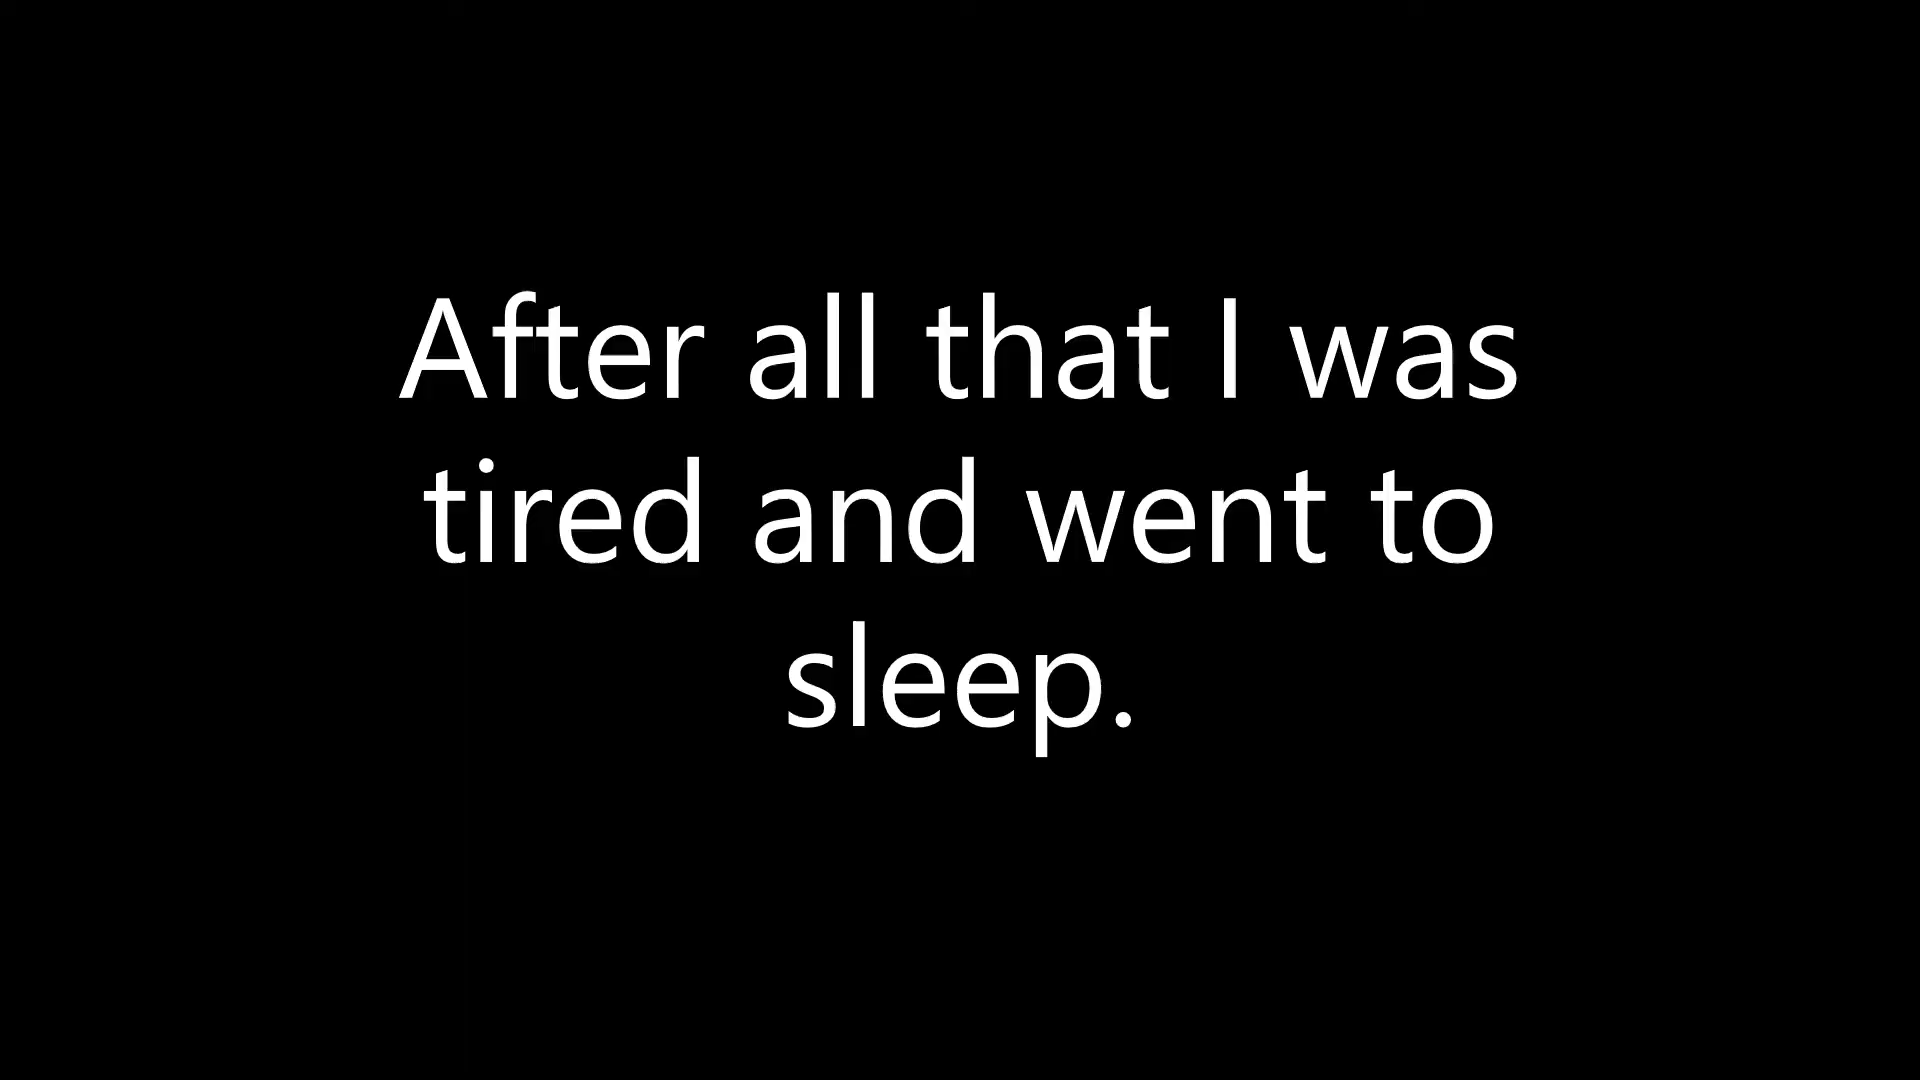 After all that I was
tired and went to
sleep.